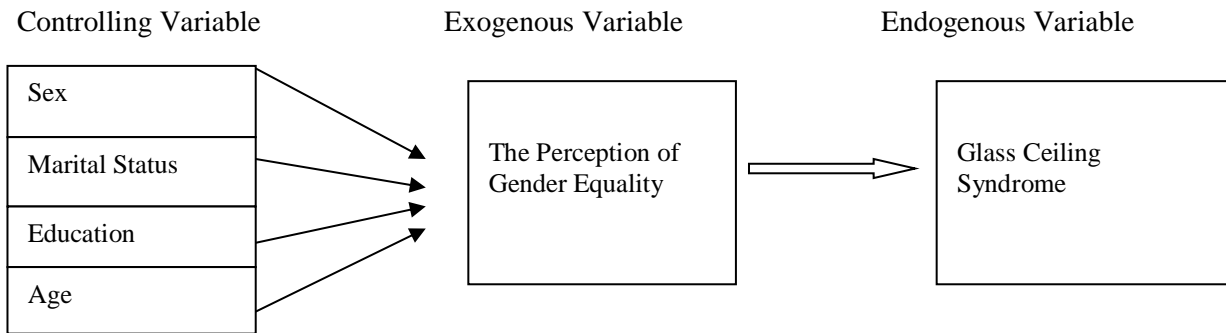 Controlling Variable
Exogenous Variable
Endogenous Variable
Sex
Marital Status
Education
Age
The Perception of
Gender Equality
Glass Ceiling
Syndrome